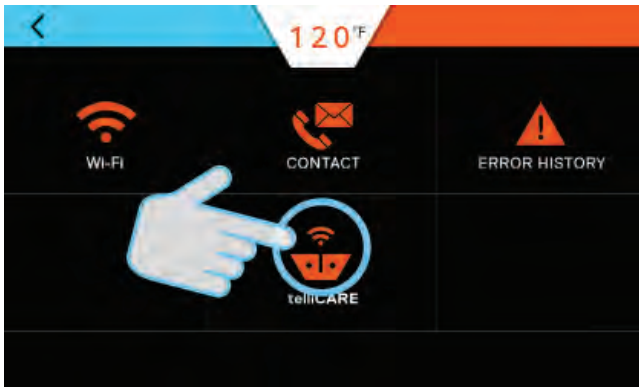 120°F
Wi-Fi
CONTACT
ERROR HISTORY
telliCARE